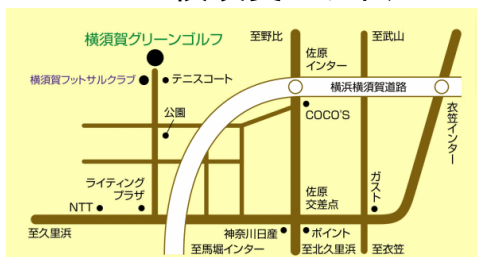 横須賀グリーンゴルフ
至野比
至武山
佐原
インター
横須賀フットサルクラブ
テニスコート
横浜横須賀道路
公園
COCO'S
衣笠インター
ライティング
プラザ
NTT
佐原
交差点
ガスト
至久里浜
神奈川日産
ポイント
至馬堀インター
至北久里浜
至衣笠